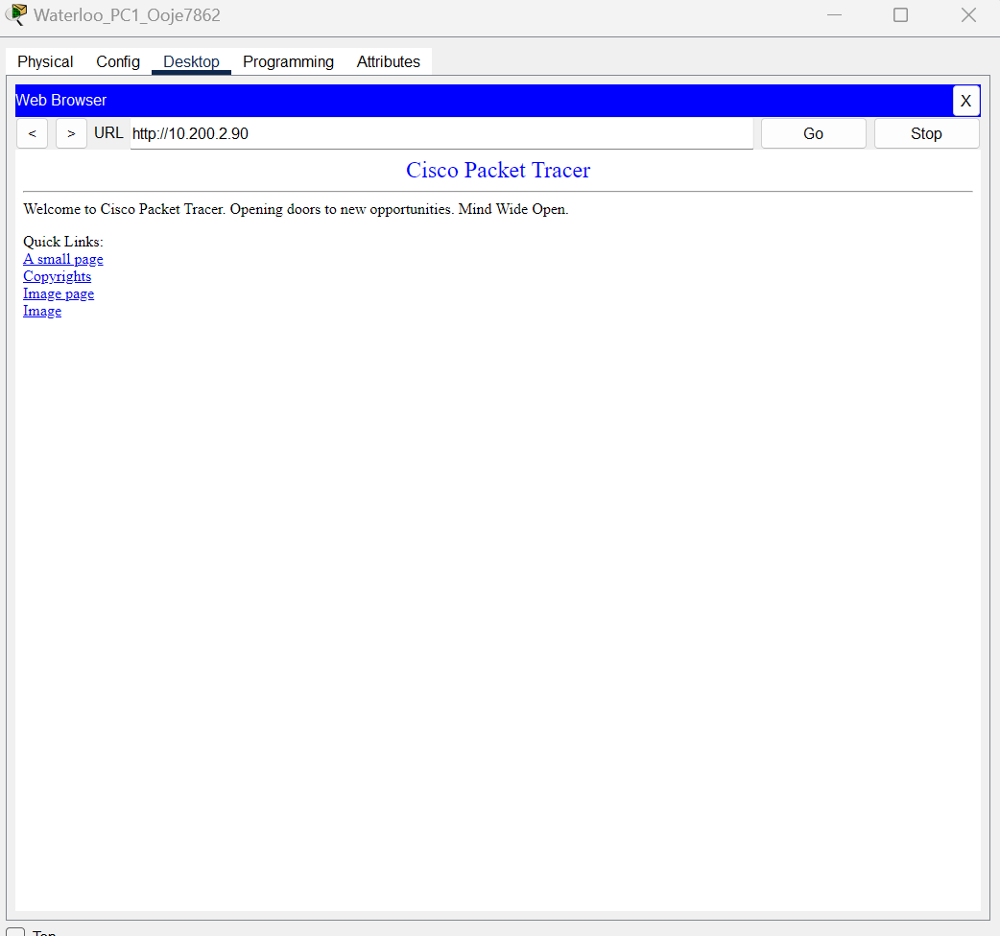 Waterloo_PC1_Ooje7862
Physical Config Desktop Programming Attributes
Web Browser X
< > URL http://10.200.2.90 Go Stop
Cisco Packet Tracer
Welcome to Cisco Packet Tracer. Opening doors to new opportunities. Mind Wide Open.
Quick Links:
A small page
Copyrights
Image page
Image
Top